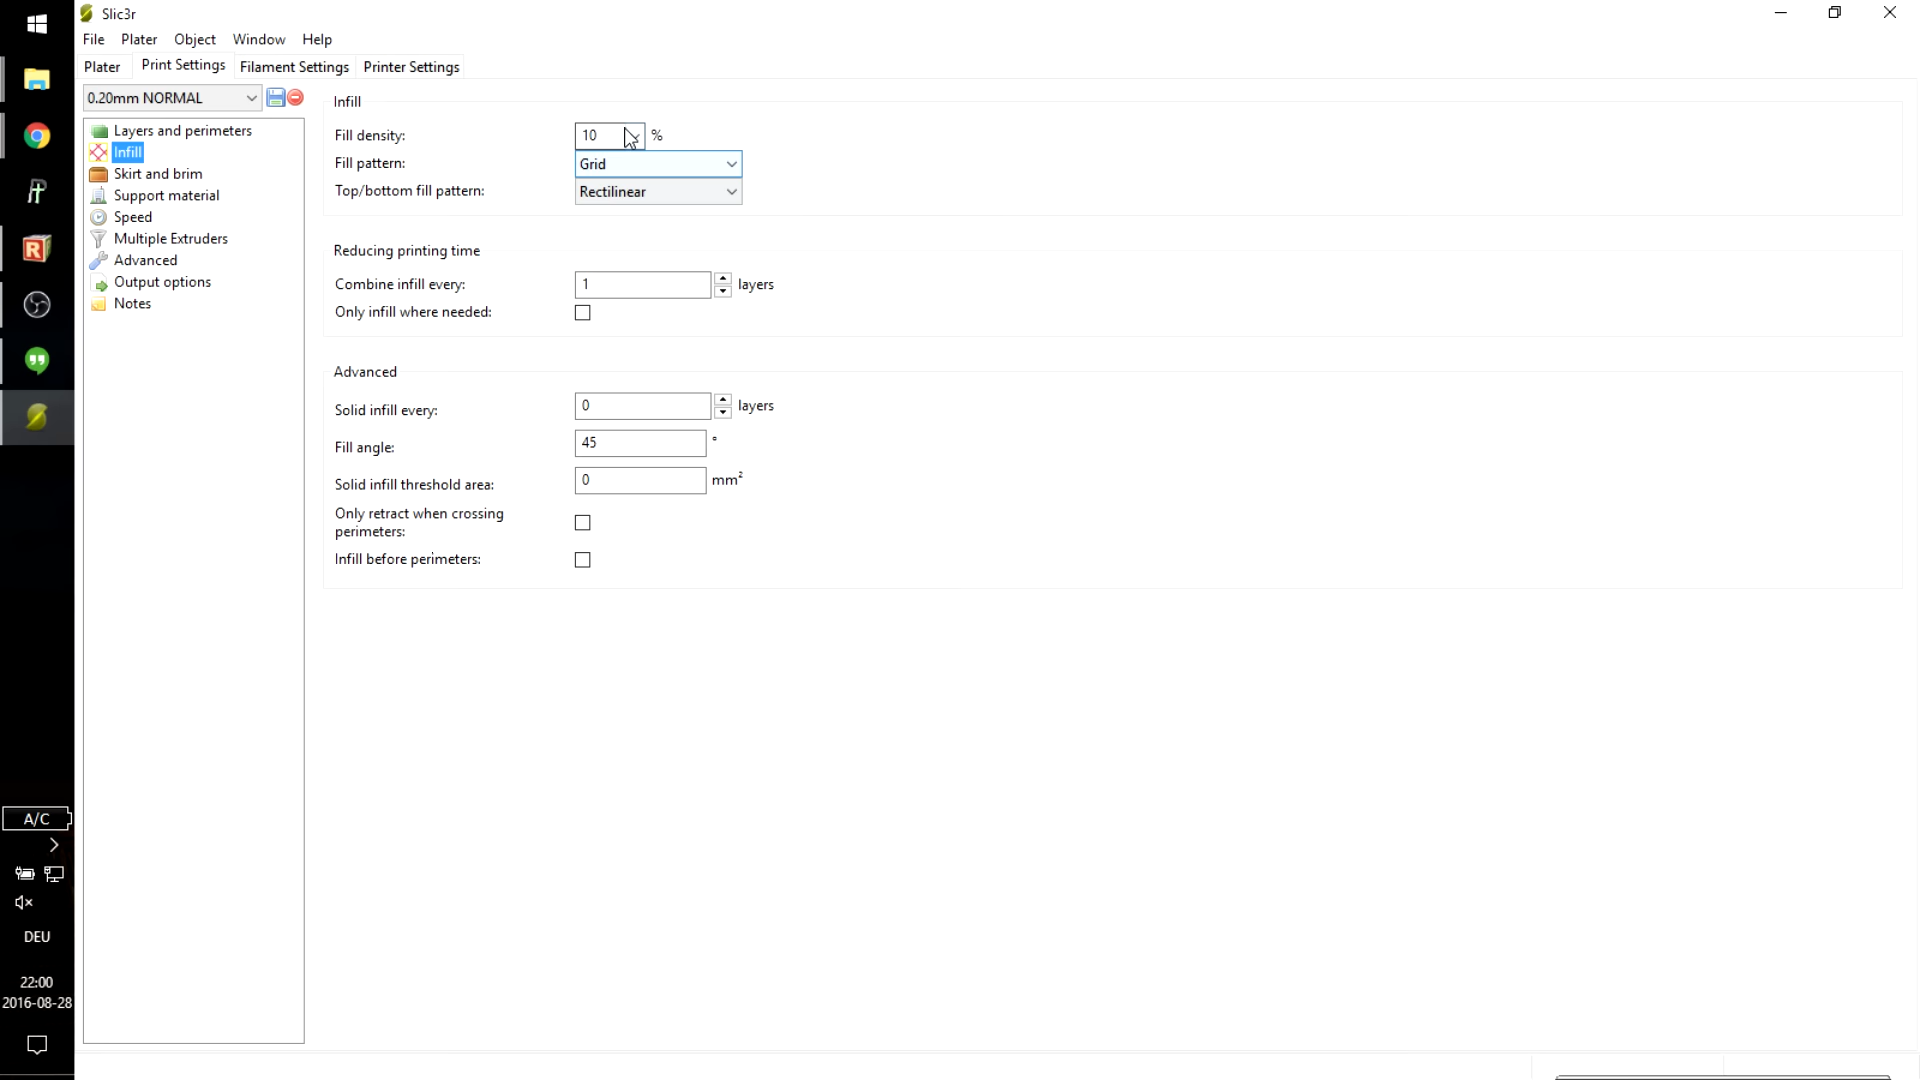 Slic3r
File Plater Object Window Help
Plater Print Settings Filament Settings Printer Settings
0.20mm NORMAL
Layers and perimeters
Infill
Skirt and brim
Support material
Speed
Multiple Extruders
Advanced
Output options
Notes
Infill
Fill density: 10 %
Fill pattern: Grid
Top/bottom fill pattern: Rectilinear
Reducing printing time
Combine infill every: 1 layers
Only infill where needed:
Advanced
Solid infill every: 0 layers
Fill angle: 45 °
Solid infill threshold area: 0 mm²
Only retract when crossing
perimeters:
Infill before perimeters:
A/C
DEU
22:00
2016-08-28